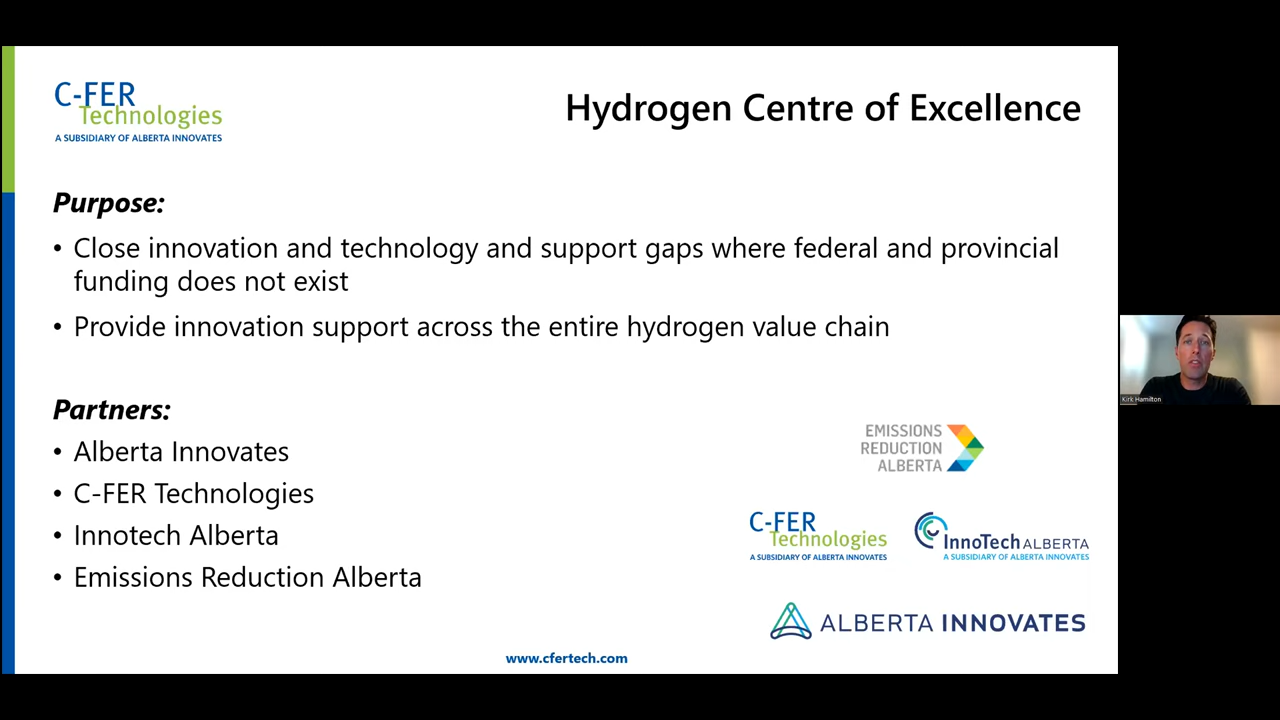 C-FER
Technologies
A SUBSIDIARY OF ALBERTA INNOVATES
Hydrogen Centre of Excellence
Purpose:
• Close innovation and technology and support gaps where federal and provincial
funding does not exist
• Provide innovation support across the entire hydrogen value chain
Kirk Hamilton
Partners:
• Alberta Innovates
• C-FER Technologies
• Innotech Alberta
• Emissions Reduction Alberta
EMISSIONS
REDUCTION
ALBERTA
C-FER
Technologies
A SUBSIDIARY OF ALBERTA INNOVATES
InnoTech ALBERTA
A SUBSIDIARY OF ALBERTA INNOVATES
ALBERTA INNOVATES
www.cfertech.com